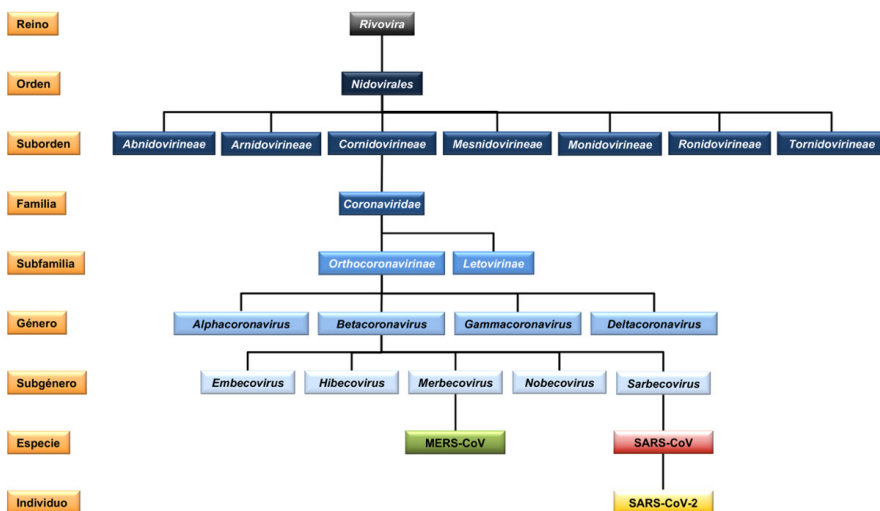 Reino
Rivovira
Orden
Nidovirales
Suborden
Abnidovirineae
Arnidovirineae
Cornidovirineae
Mesnidovirineae
Monidovirineae
Ronidovirineae
Tornidovirineae
Familia
Coronaviridae
Subfamilia
Orthocoronavirinae
Letovirinae
Género
Alphacoronavirus
Betacoronavirus
Gammacoronavirus
Deltacoronavirus
Subgénero
Embecovirus
Hibecovirus
Merbecovirus
Nobecovirus
Sarbecovirus
Especie
MERS-CoV
SARS-CoV
Individuo
SARS-CoV-2